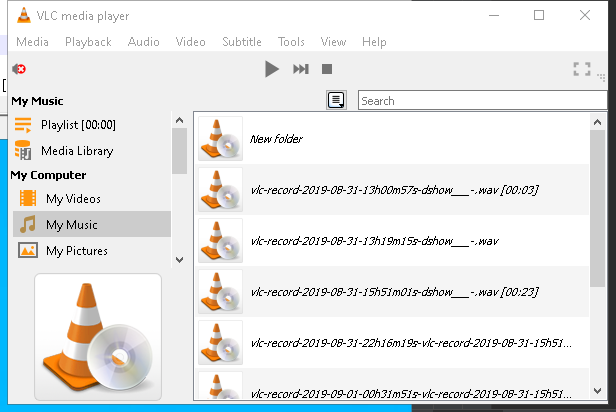 VLC media player
Media Playback Audio Video Subtitle Tools View Help
My Music
Search
Playlist [00:00]
Media Library
My Computer
My Videos
My Music
My Pictures
New folder
vlc-record-2019-08-31-13h00m57s-dshow___-.wav [00:03]
vlc-record-2019-08-31-13h19m15s-dshow___-.wav
vlc-record-2019-08-31-15h51m01s-dshow___-.wav [00:23]
vlc-record-2019-08-31-22h16m19s-vlc-record-2019-08-31-15h51...
vlc-record-2019-09-01-00h31m51s-vlc-record-2019-08-31-15h51...